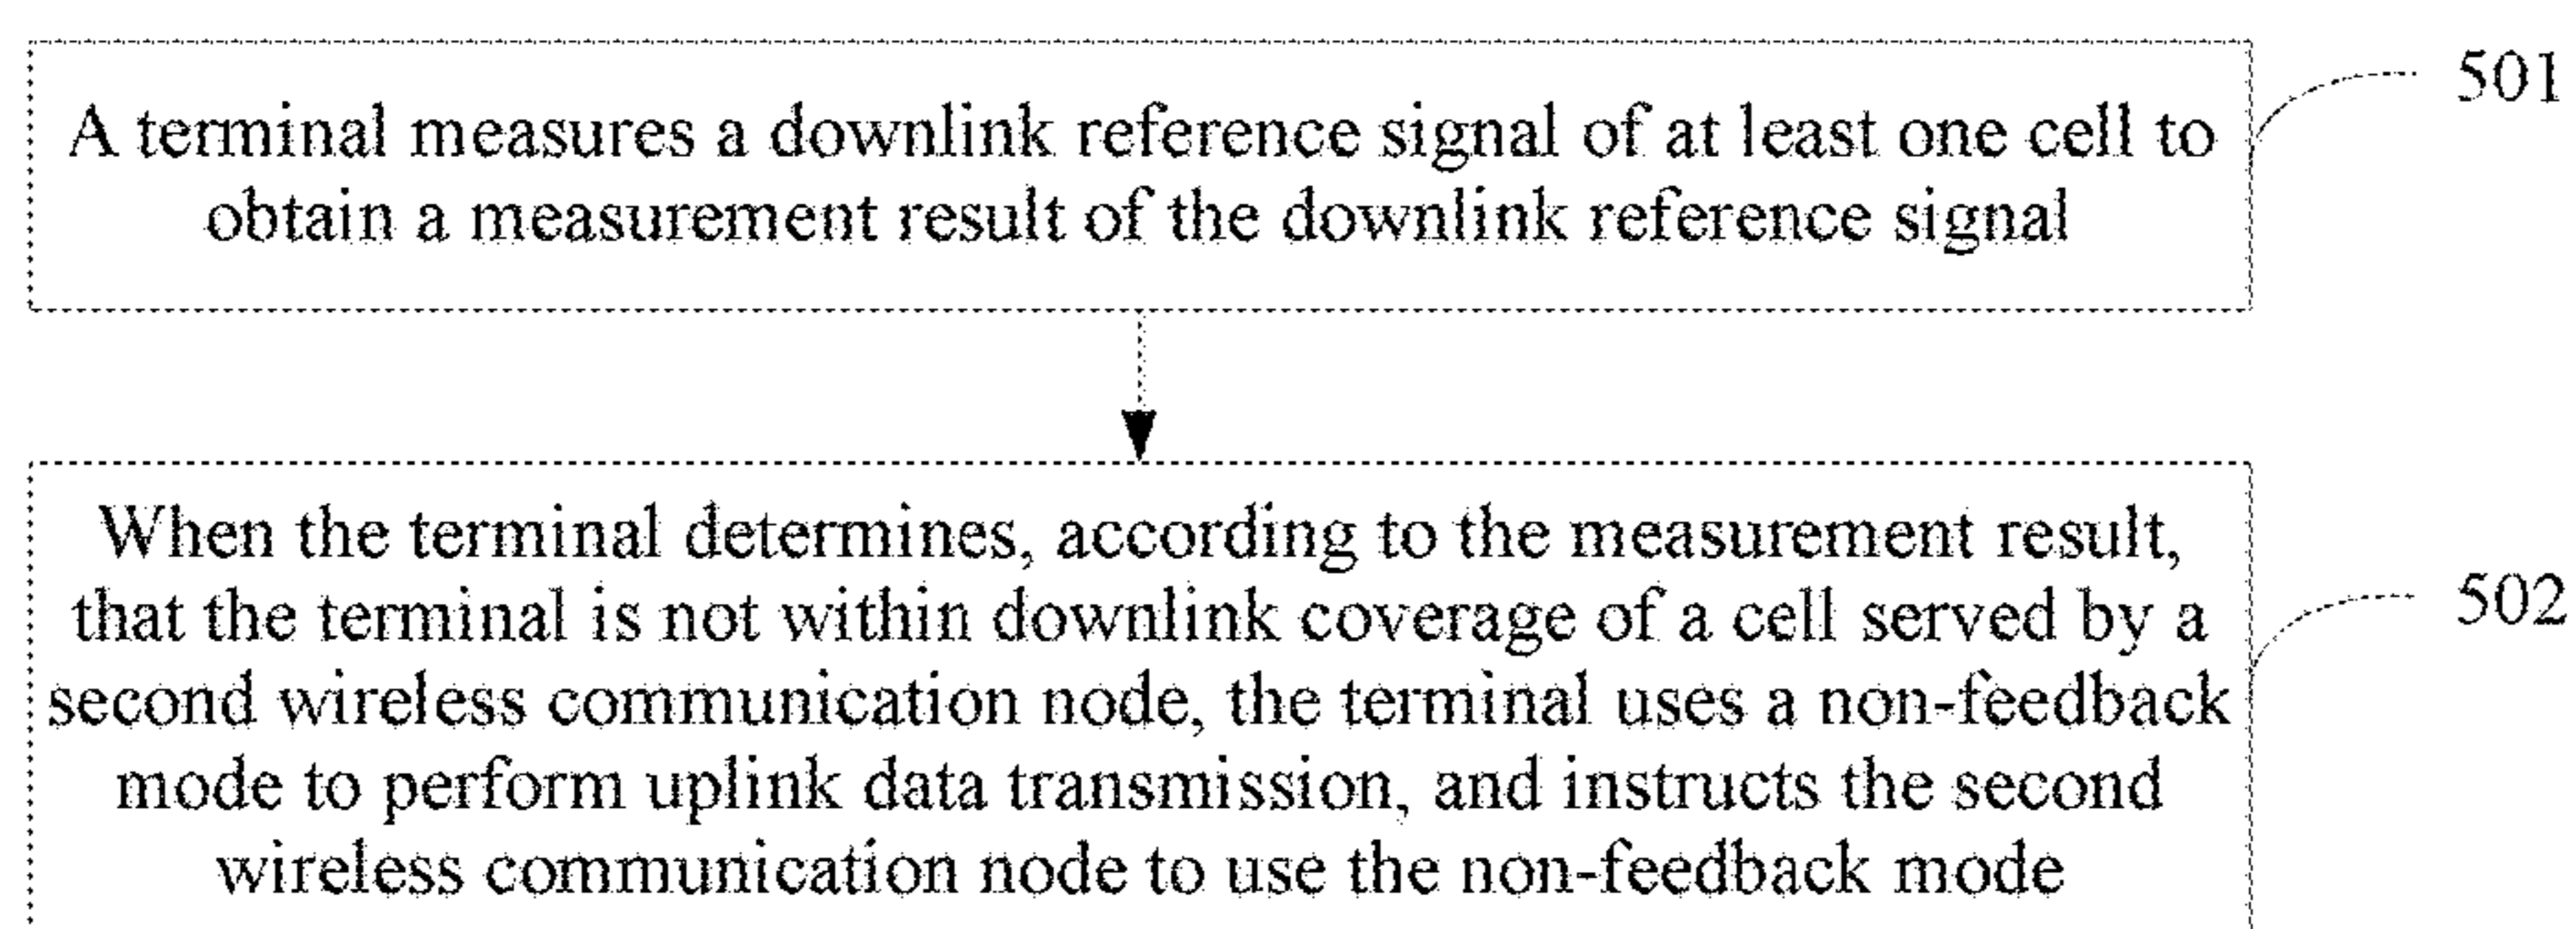 A terminal measures a downlink reference signal of at least one cell to
obtain a measurement result of the downlink reference signal
501
When the terminal determines, according to the measurement result,
that the terminal is not within downlink coverage of a cell served by a
second wireless communication node, the terminal uses a non-feedback
mode to perform uplink data transmission, and instructs the second
wireless communication node to use the non-feedback mode
502